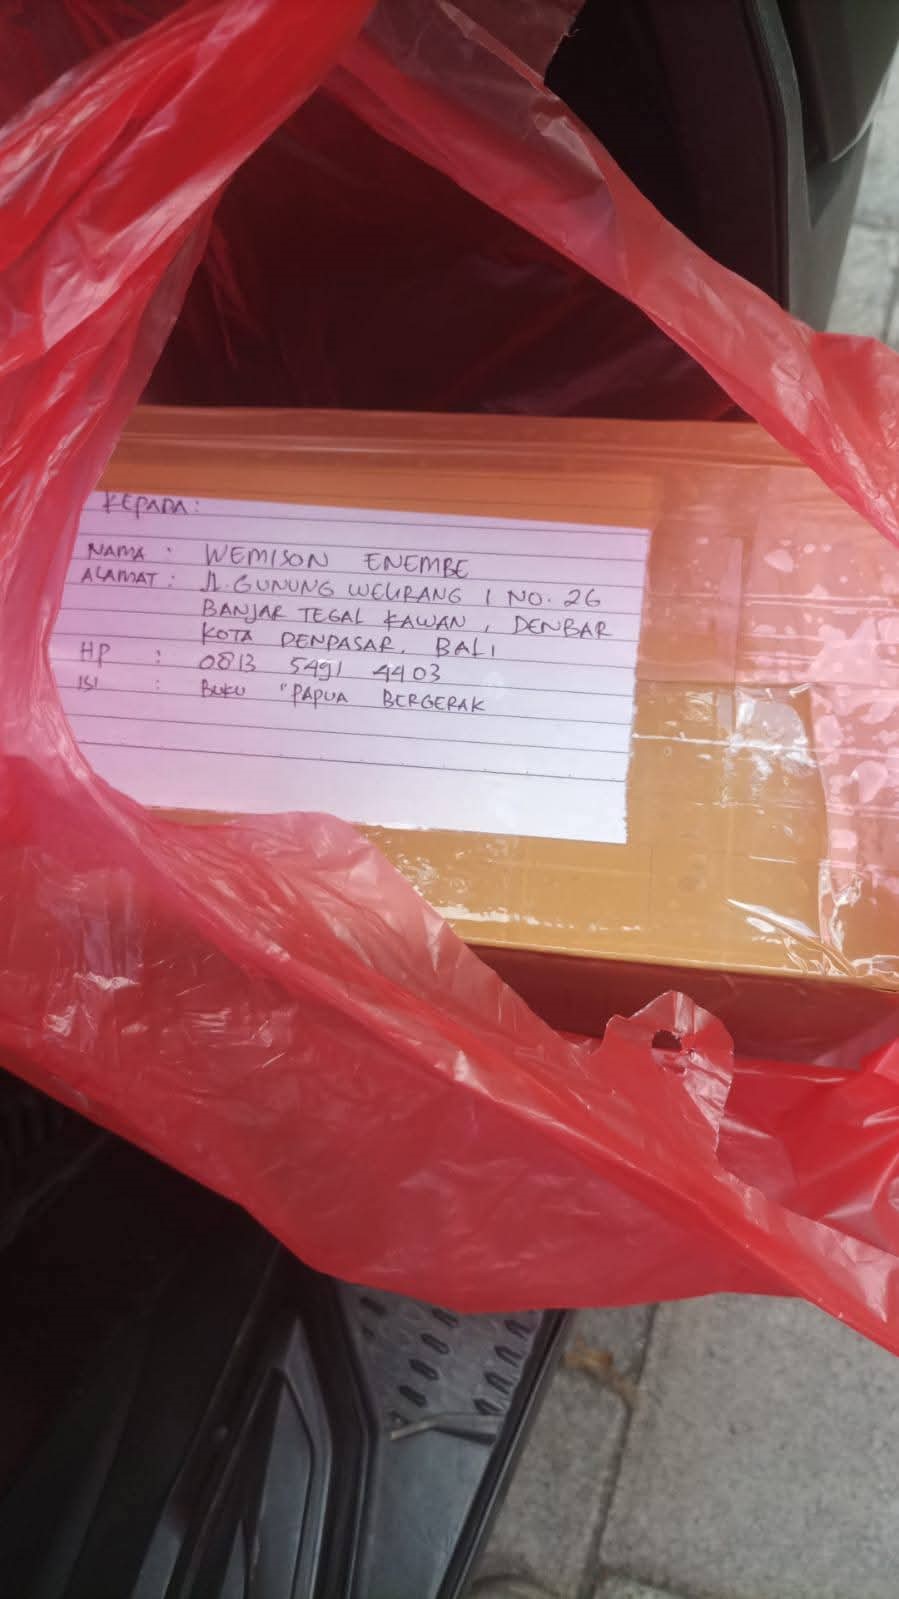 KEPADA:
NAMA : WEMISON ENEMBE
ALAMAT : JL. GUNUNG WELIRANG 1 NO. 26
BANJAR TEGAL KAWAN, DENBAR
KOTA DENPASAR, BALI
HP : 0813 5491 4403
ISI : BUKU "PAPUA BERGERAK